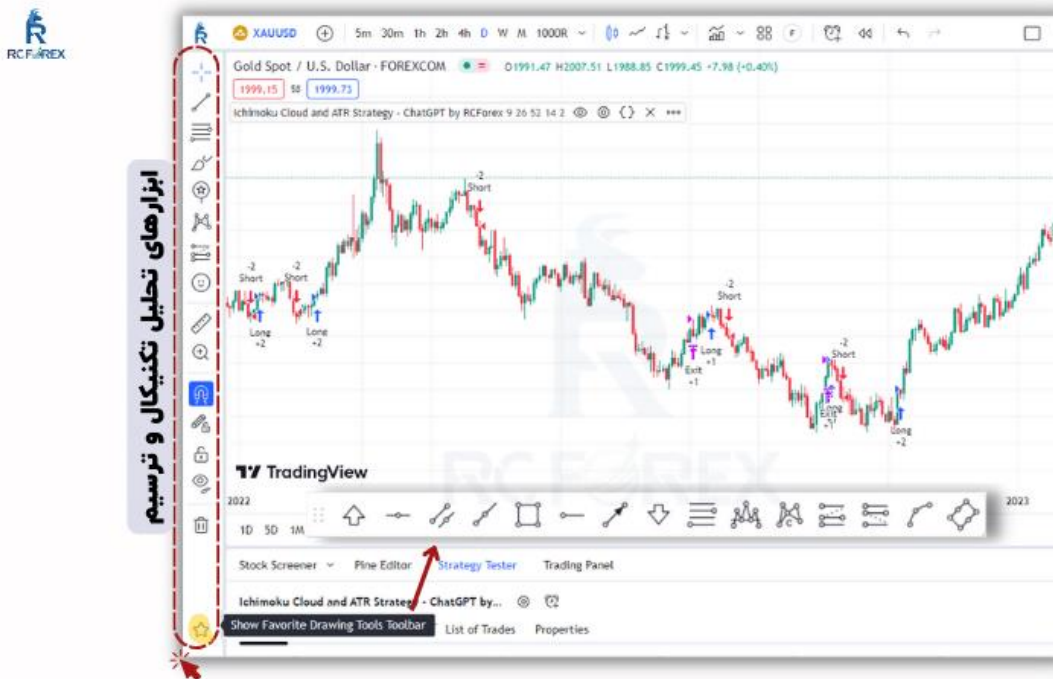 RCFOREX
XAUUSD 5m 30m 1h 2h 4h D W M 1000R
Gold Spot / U.S. Dollar · FOREXCOM O1991.47 H2007.51 L1988.85 C1999.45 +7.98 (+0.40%)
1999.15 58 1999.73
Ichimoku Cloud and ATR Strategy - ChatGPT by RCForex 9 26 52 14 2
ابزارهای تحلیل تکنیکال و ترسیم
-2
Short
-2
Short
-2
Short
-2
Short
-2
Short
Long
+2
Long
+2
Long
+1
Exit
+1
Long
+2
RC FOREX
TradingView
2022 2023
1D 5D 1M
Stock Screener Pine Editor Strategy Tester Trading Panel
Ichimoku Cloud and ATR Strategy - ChatGPT by...
Show Favorite Drawing Tools Toolbar List of Trades Properties